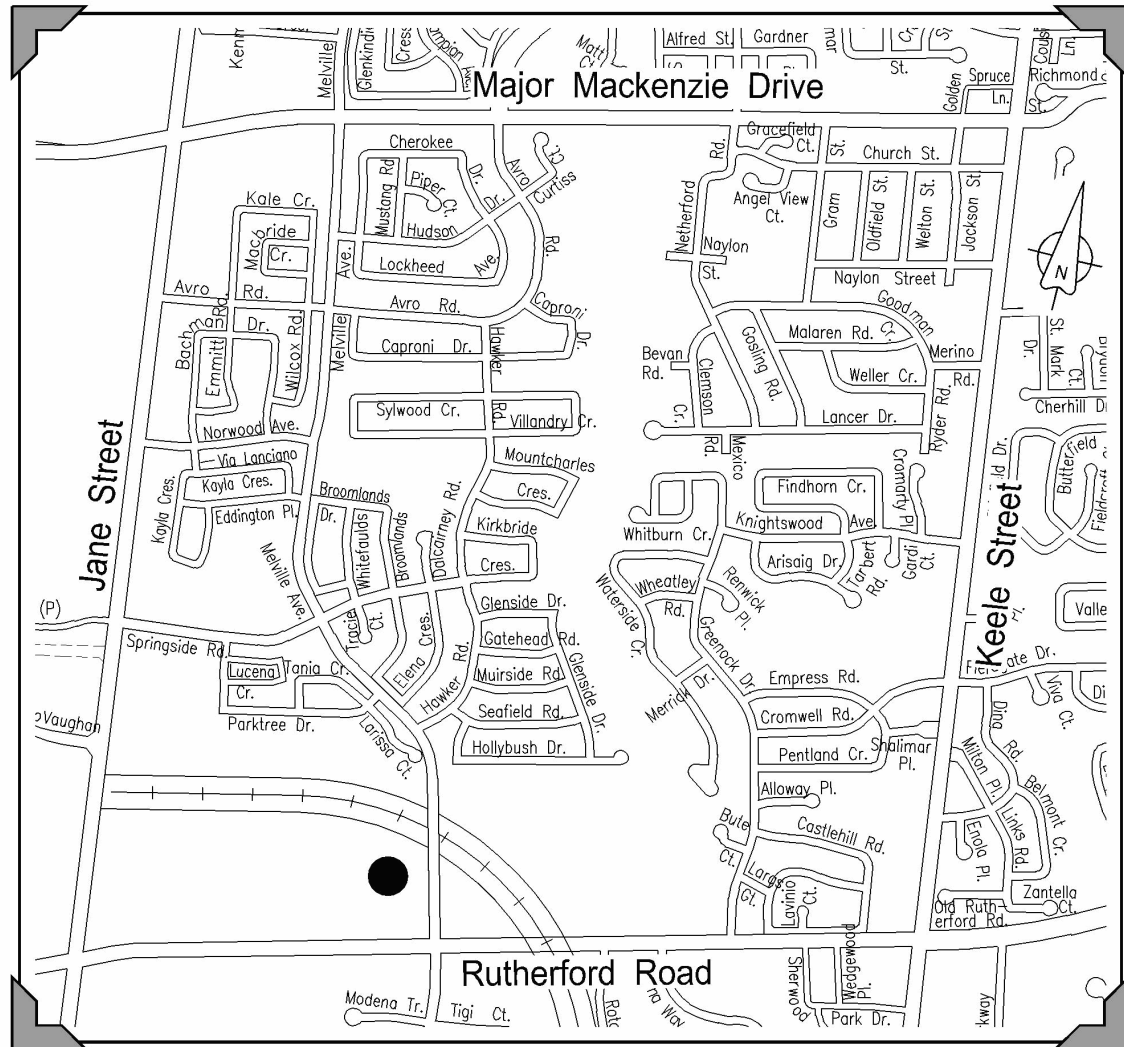 Alfred St.
Gardner
St.
Golden
Spruce
Ln.
Ln.
Richmond
St.
Melville
Glenkindie
Major Mackenzie Drive
Cherokee
Dr.
Avro
Ct.
Curtiss
Dr.
Mustang Rd
Piper
Ct.
Hudson
Lockheed
Ave.
Ave.
Rd.
Kale Cr.
Macbride
Cr.
Avro
Rd.
Avro Rd.
Rd.
Gracefield
Ct.
St.
Church St.
Angel View
Ct.
Netherford
Gram
Oldfield St.
Welton St.
Jackson St.
Naylon
St.
Naylon Street
N
Bachman Rd.
Dr.
Emmitt
Wilcox Rd.
Melville
Caproni Dr.
Hawker
Rd.
Caproni
Dr.
Goodman
Cr.
Malaren Rd.
Merino
Rd.
Bevan
Rd.
Clemson
Cr.
Gosling Rd.
Weller Cr.
Lancer Dr.
Ryder Rd.
St. Mark
Dr.
Ct.
Cherhill
Sylwood Cr.
Villandry Cr.
Norwood Ave.
Via Lanciano
Kayla Cres.
Kayla Cres.
Eddington Pl.
Jane Street
Mexico
Rd.
Mountcharles
Cres.
Findhorn Cr.
Cromarty Pl.
Butterfield
Broomlands
Dr.
Whitefaulds
Broomlands
Dalcairney Rd.
Kirkbride
Cres.
Whitburn Cr.
Knightswood
Ave.
Arisaig Dr.
Tarbert
Rd.
Gardi
Ct.
Keele Street
Melville Ave.
Tracie
Ct.
Elena Cres.
Wheatley
Rd.
Renwick
Pl.
Waterside Cr.
Greenock Dr.
(P)
Springside Rd.
Lucena
Cr.
Tania Cr.
Parktree Dr.
Larissa Ct.
Hawker Rd.
Glenside Dr.
Gatehead Rd.
Muirside Rd.
Seafield Rd.
Hollybush Dr.
Glenside Dr.
Merrick Dr.
Empress Rd.
Cromwell Rd.
Pentland Cr.
Shalimar
Pl.
Pl.
Viva Ct.
Vaughan
Alloway Pl.
Bute
Ct.
Castlehill Rd.
Largs
Ct.
Lavinio
Ct.
Milton Pl.
Rd.
Belmont Cr.
Links Rd.
Enola Pl.
Zantella
Ct.
Old Ruth-
erford Rd.
Rutherford Road
Modena Tr.
Tigi Ct.
Sherwood
Wedgewood
Pl.
Park Dr.